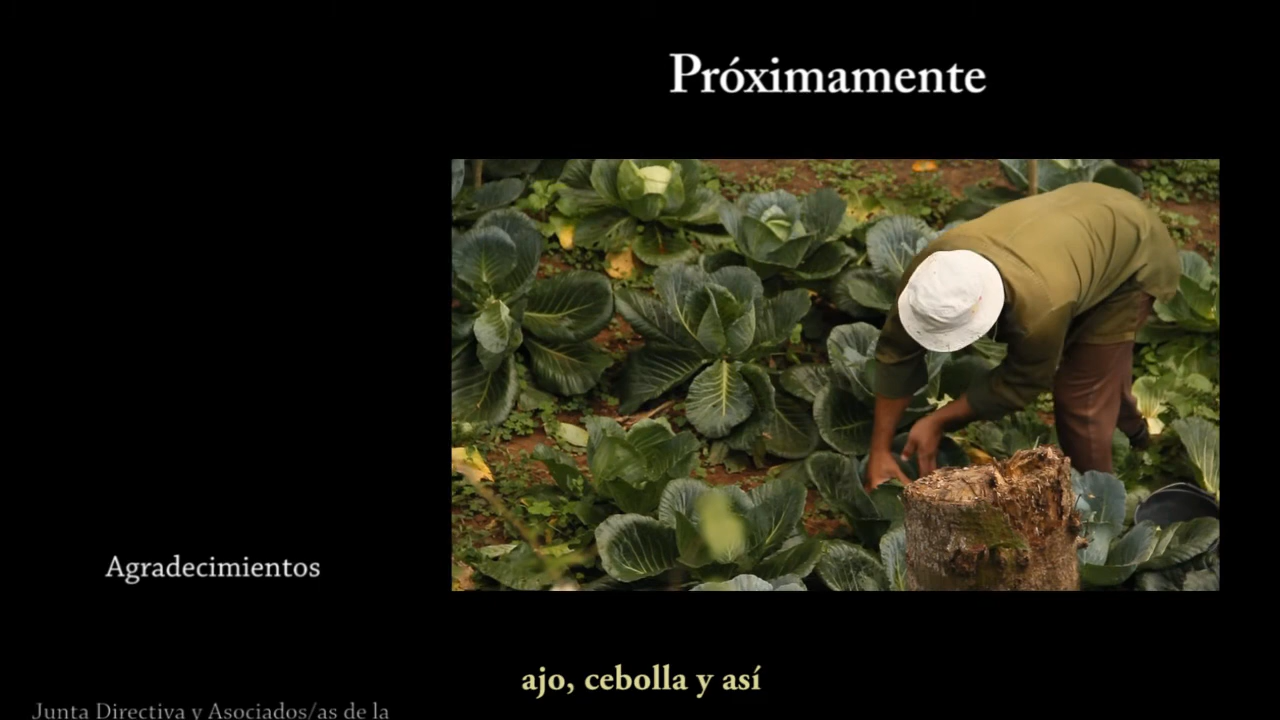 Próximamente
Agradecimientos
ajo, cebolla y así
Junta Directiva y Asociados/as de la